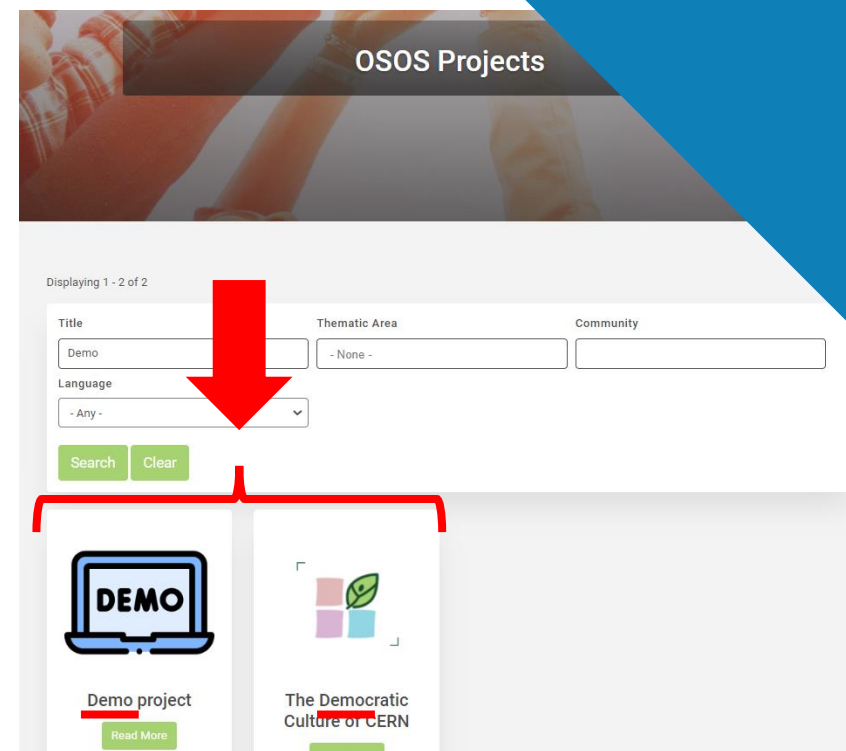 OSOS Projects
Displaying 1 - 2 of 2
Title
Thematic Area
Community
Demo
- None -
Language
- Any -
Search
Clear
DEMO
Demo project
The Democratic
Culture of CERN
Read More